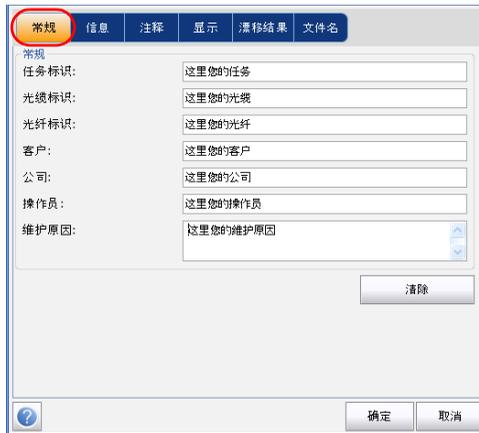 常规 信息 注释 显示 漂移结果 文件名
常规
任务标识: 这里您的任务
光缆标识: 这里您的光缆
光纤标识: 这里您的光纤
客户: 这里您的客户
公司: 这里您的公司
操作员: 这里您的操作员
维护原因: 这里您的维护原因
清除
? 确定 取消